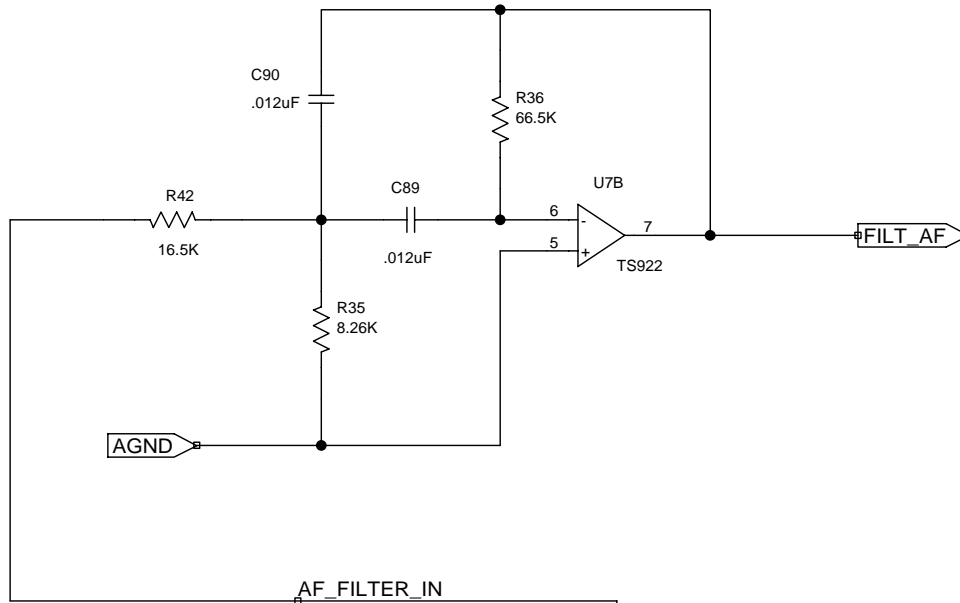 C90
.012uF
R36
66.5K
U7B
R42
C89
6
-
7
16.5K
5
+
FILT_AF
.012uF
TS922
R35
8.26K
AGND
AF_FILTER_IN